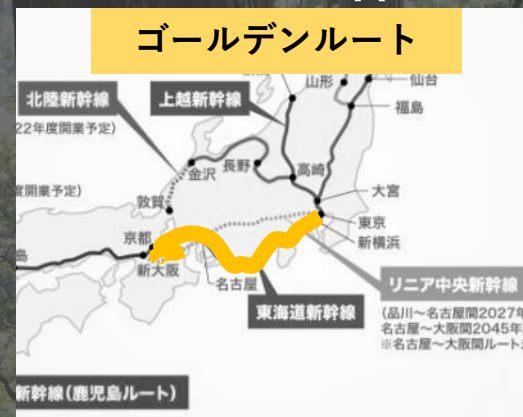 ゴールデンルート
山形
仙台
北陸新幹線
上越新幹線
福島
22年度開業予定)
金沢
長野
高崎
度開業予定)
大宮
敦賀
東京
京都
新横浜
島
新大阪
名古屋
リニア中央新幹線
東海道新幹線
(品川〜名古屋間2027年
名古屋〜大阪間2045年
※名古屋〜大阪間ルート
新幹線(鹿児島ルート)